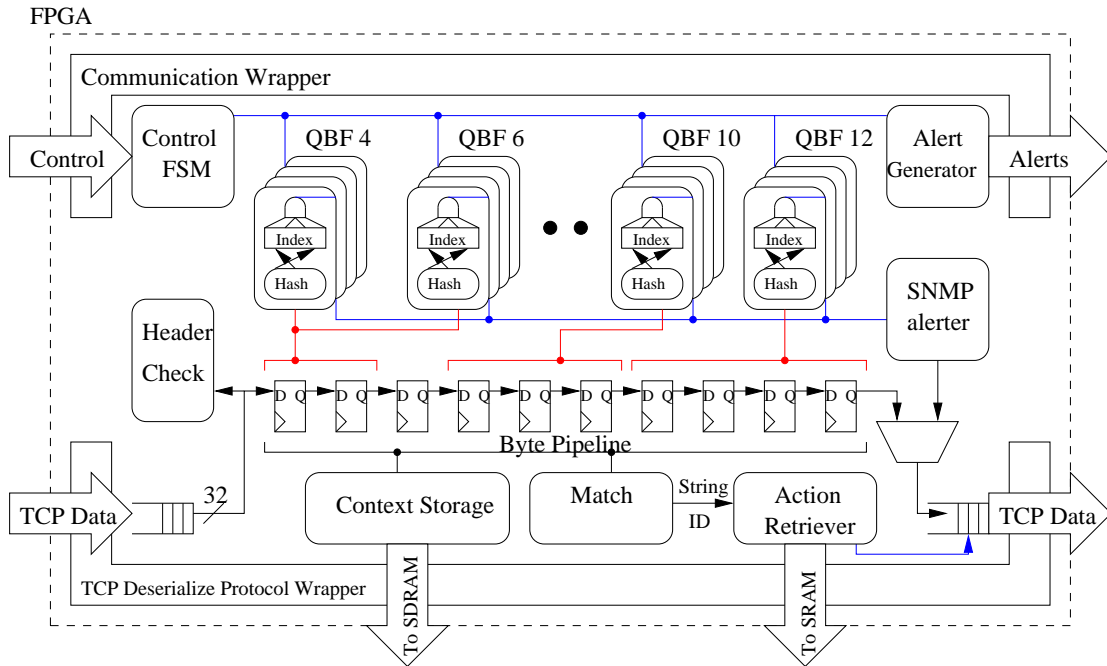 FPGA
Communication Wrapper
Control
Control
FSM
QBF 4
QBF 6
QBF 10
QBF 12
Alert
Generator
Alerts
Index
Hash
Index
Hash
Index
Hash
Index
Hash
Header
Check
SNMP
alerter
D Q
D Q
D Q
D Q
D Q
D Q
D Q
D Q
D Q
D Q
Byte Pipeline
TCP Data
32
Context Storage
Match
String
ID
Action
Retriever
TCP Data
TCP Deserialize Protocol Wrapper
To SDRAM
To SRAM